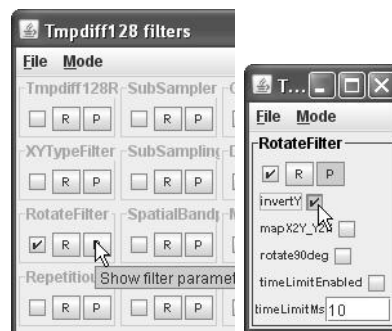 Tmpdiff128 filters
File Mode
Tmpdiff128R SubSampler
R P R P
XYTypeFilter SubSampling
R P R P
RotateFilter SpatialBandp
R R P
Repetitiou
Show filter paramet
R P R P
T...
File Mode
RotateFilter
R P
invertY
mapX2Y_Y2X
rotate90deg
timeLimitEnabled
timeLimitMs 10